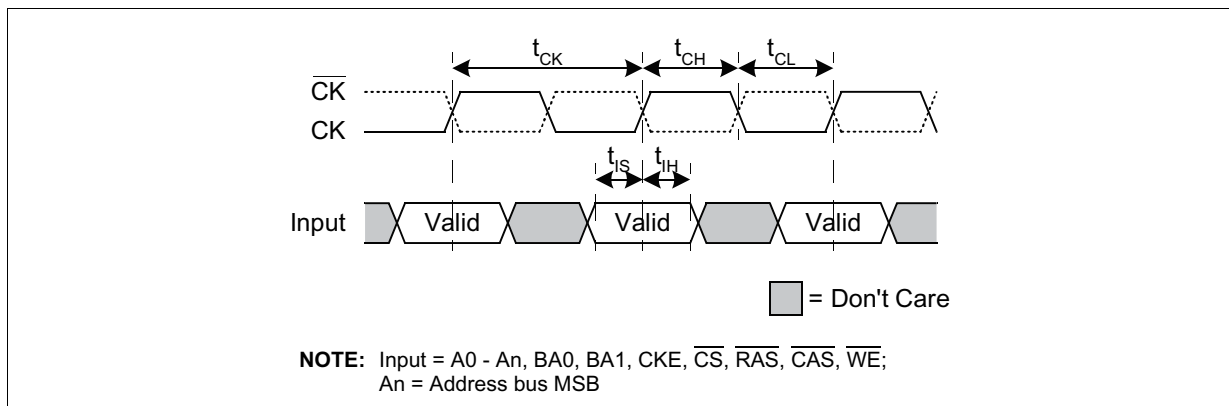 tCK tCH tCL
CK
CK
tIS tIH
Input Valid Valid Valid
= Don't Care
NOTE: Input = A0 - An, BA0, BA1, CKE, CS, RAS, CAS, WE;
An = Address bus MSB